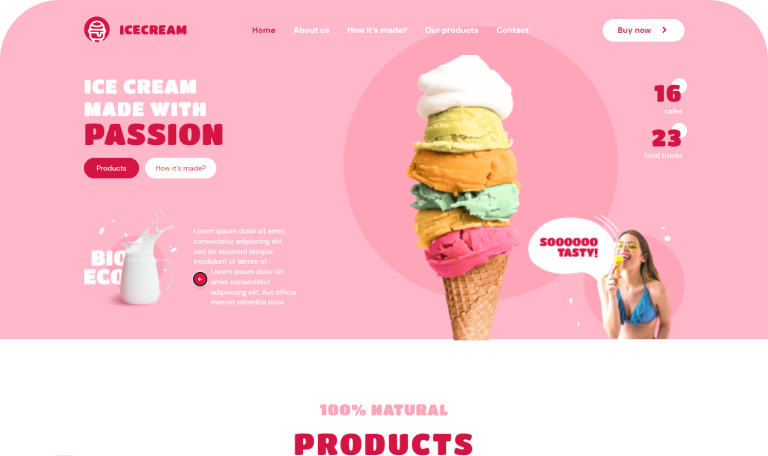 ICECREAM
Home
About us
How it's made?
Our products
Contact
Buy now
ICE CREAM
MADE WITH
PASSION
Products
How it's made?
16
cafes
23
food trucks
BIO
ECO
Lorem ipsum dolor sit amet,
consectetur adipiscing elit,
sed do eiusmod tempor
incididunt ut labore et
Lorem ipsum dolor sit
amet consectetur
adipisicing elit. Aut officia
eveniet expedita quos
SOOOOOO
TASTY!
100% NATURAL
PRODUCTS